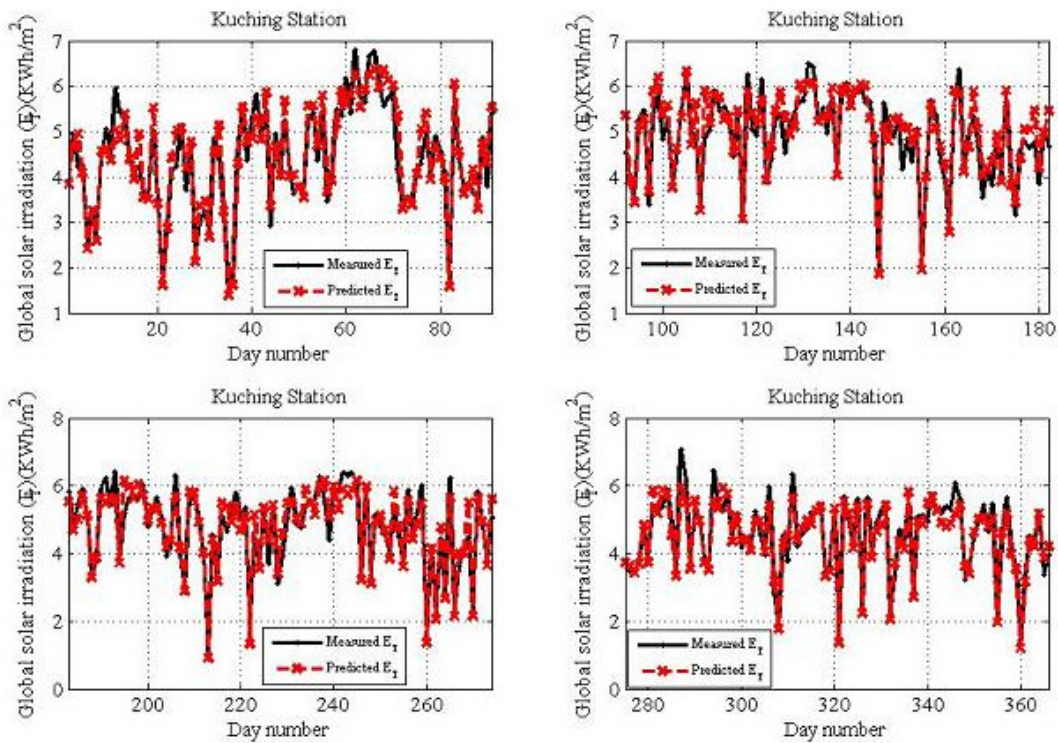 Kuching Station
Global solar irradiation (E_T)(KWh/m²)
7
6
5
4
3
2
1
Measured E_T
Predicted E_T
20 40 60 80
Day number
Kuching Station
Global solar irradiation (E_T)(KWh/m²)
7
6
5
4
3
2
1
Measured E_T
Predicted E_T
100 120 140 160 180
Day number
Kuching Station
Global solar irradiation (E_T)(KWh/m²)
8
6
4
2
0
Measured E_T
Predicted E_T
200 220 240 260
Day number
Kuching Station
Global solar irradiation (E_T)(KWh/m²)
8
6
4
2
0
Measured E_T
Predicted E_T
280 300 320 340 360
Day number